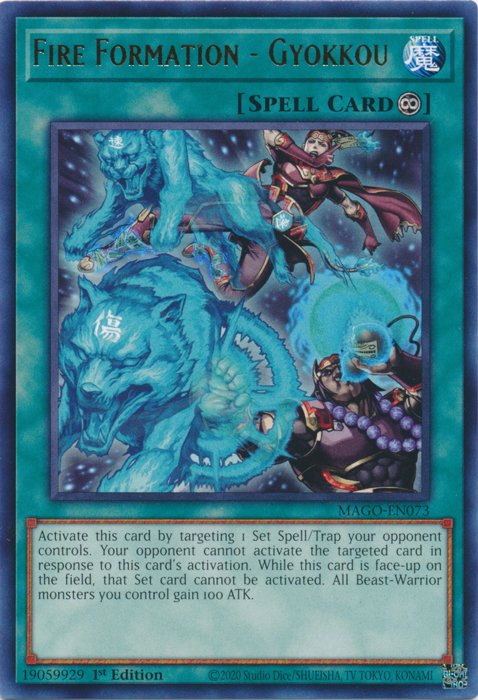 FIRE FORMATION - GYOKKOU
SPELL
魔
[SPELL CARD]
速
傷
MAGO-EN073
Activate this card by targeting 1 Set Spell/Trap your opponent
controls. Your opponent cannot activate the targeted card in
response to this card's activation. While this card is face-up on
the field, that Set card cannot be activated. All Beast-Warrior
monsters you control gain 100 ATK.
19059929
1st Edition
©2020 Studio Dice/SHUEISHA, TV TOKYO, KONAMI